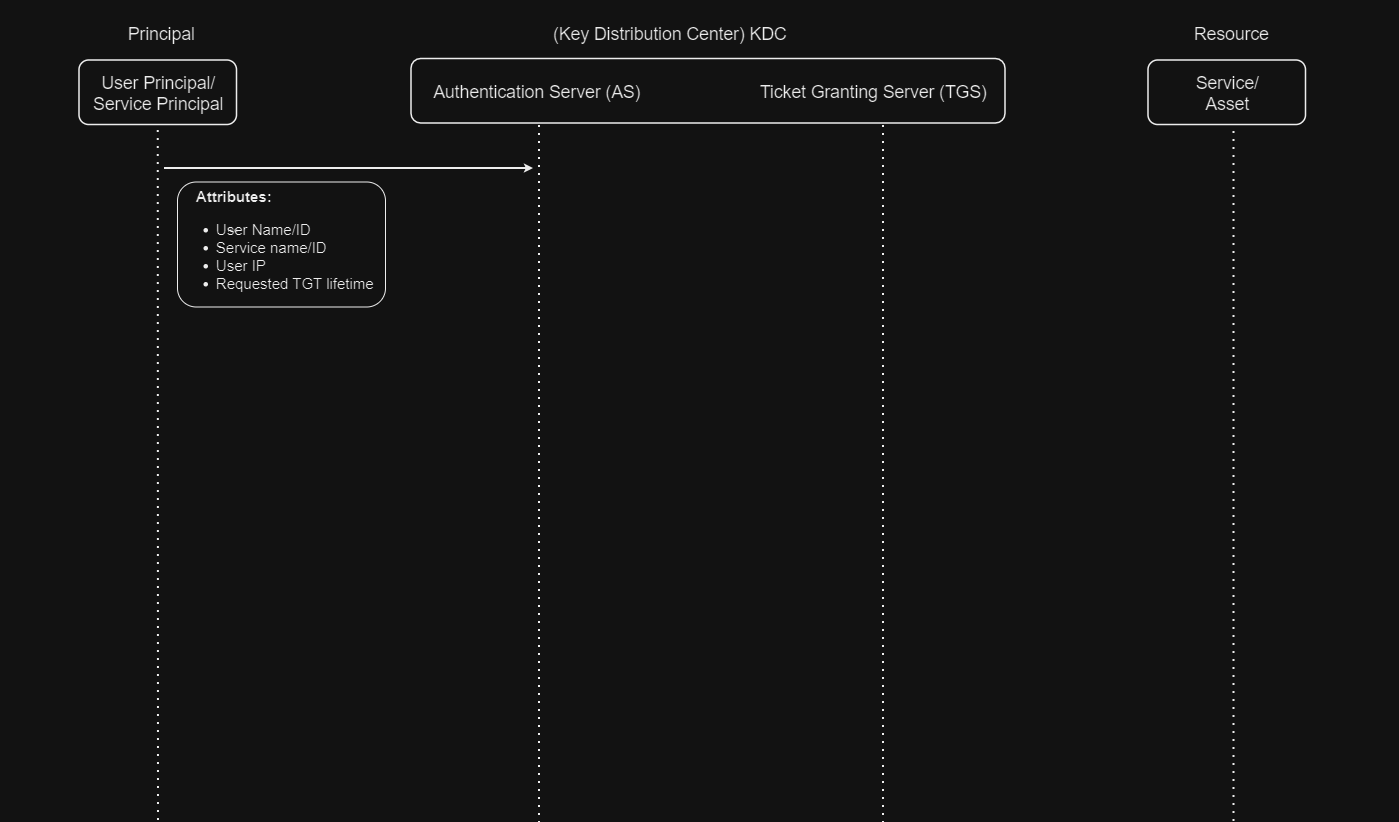 Principal
(Key Distribution Center) KDC
Resource
User Principal/
Service Principal
Authentication Server (AS)
Ticket Granting Server (TGS)
Service/
Asset
Attributes:
• User Name/ID
• Service name/ID
• User IP
• Requested TGT lifetime